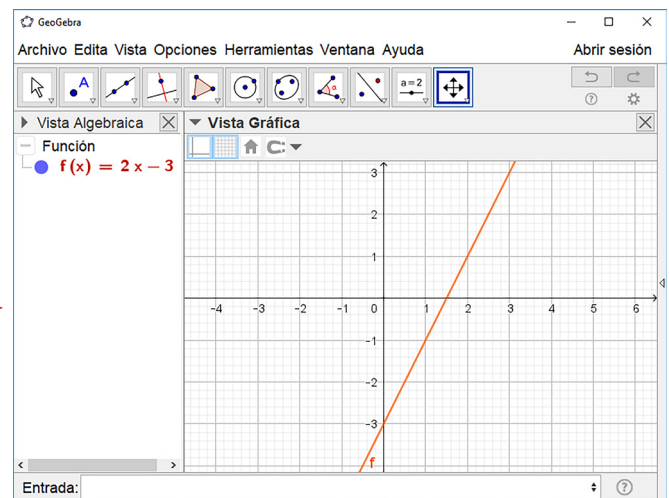 GeoGebra
Archivo Edita Vista Opciones Herramientas Ventana Ayuda Abrir sesión
A α a=2
Vista Algebraica
Vista Gráfica
Función
f(x) = 2 x − 3
3
2
1
-4 -3 -2 -1 0 1 2 3 4 5 6
-1
-2
-3
f
Entrada: